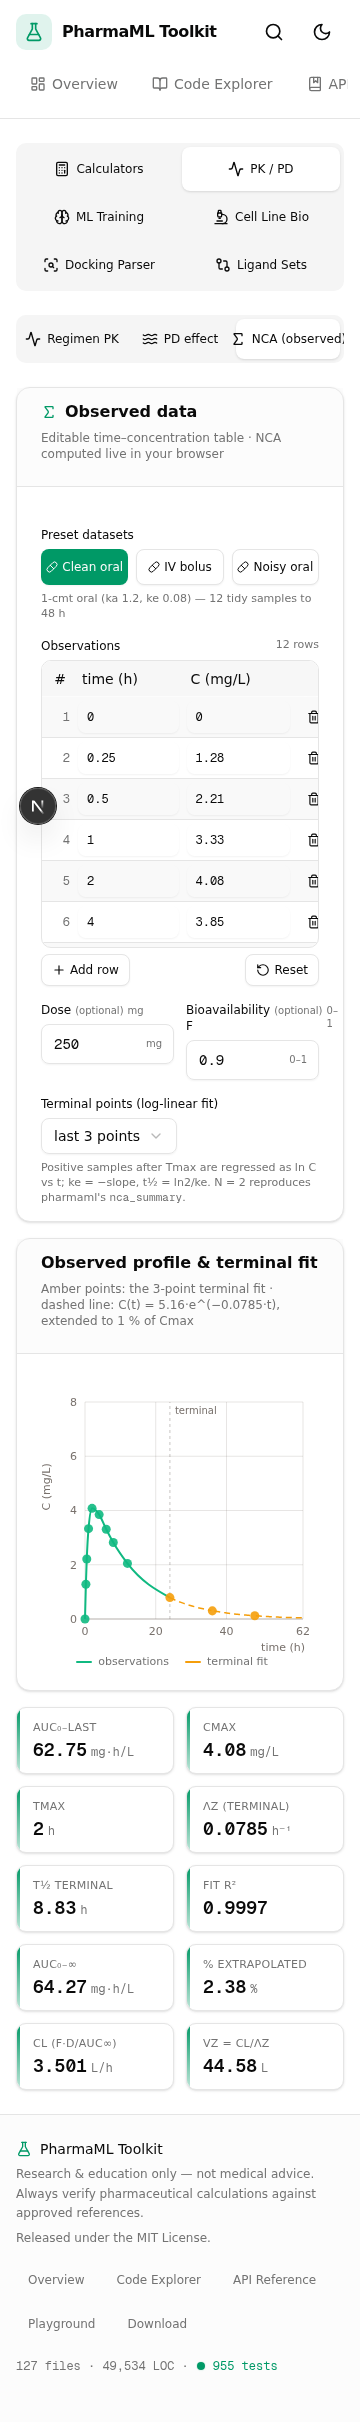 PharmaML Toolkit
Overview Code Explorer AP
Calculators PK / PD
ML Training Cell Line Bio
Docking Parser Ligand Sets
Regimen PK PD effect NCA (observed)
Observed data
Editable time–concentration table · NCA
computed live in your browser
Preset datasets
Clean oral IV bolus Noisy oral
1-cmt oral (ka 1.2, ke 0.08) — 12 tidy samples to
48 h
Observations 12 rows
# time (h) C (mg/L)
1 0 0
2 0.25 1.28
3 0.5 2.21
4 1 3.33
5 2 4.08
6 4 3.85
Add row Reset
Dose (optional) mg
250 mg
Bioavailability (optional) 0–1
F
0.9 0–1
Terminal points (log-linear fit)
last 3 points
Positive samples after Tmax are regressed as ln C
vs t; ke = −slope, t½ = ln2/ke. N = 2 reproduces
pharmaml's nca_summary.
Observed profile & terminal fit
Amber points: the 3-point terminal fit ·
dashed line: C(t) = 5.16·e^(−0.0785·t),
extended to 1 % of Cmax
8
terminal
6
C (mg/L)
4
2
0
0 20 40 62
time (h)
observations terminal fit
AUC₀–LAST CMAX
62.75 mg·h/L 4.08 mg/L
TMAX ΛZ (TERMINAL)
2 h 0.0785 h⁻¹
T½ TERMINAL FIT R²
8.83 h 0.9997
AUC₀–∞ % EXTRAPOLATED
64.27 mg·h/L 2.38 %
CL (F·D/AUC∞) VZ = CL/ΛZ
3.501 L/h 44.58 L
PharmaML Toolkit
Research & education only — not medical advice.
Always verify pharmaceutical calculations against
approved references.
Released under the MIT License.
Overview Code Explorer API Reference
Playground Download
127 files · 49,534 LOC · 955 tests